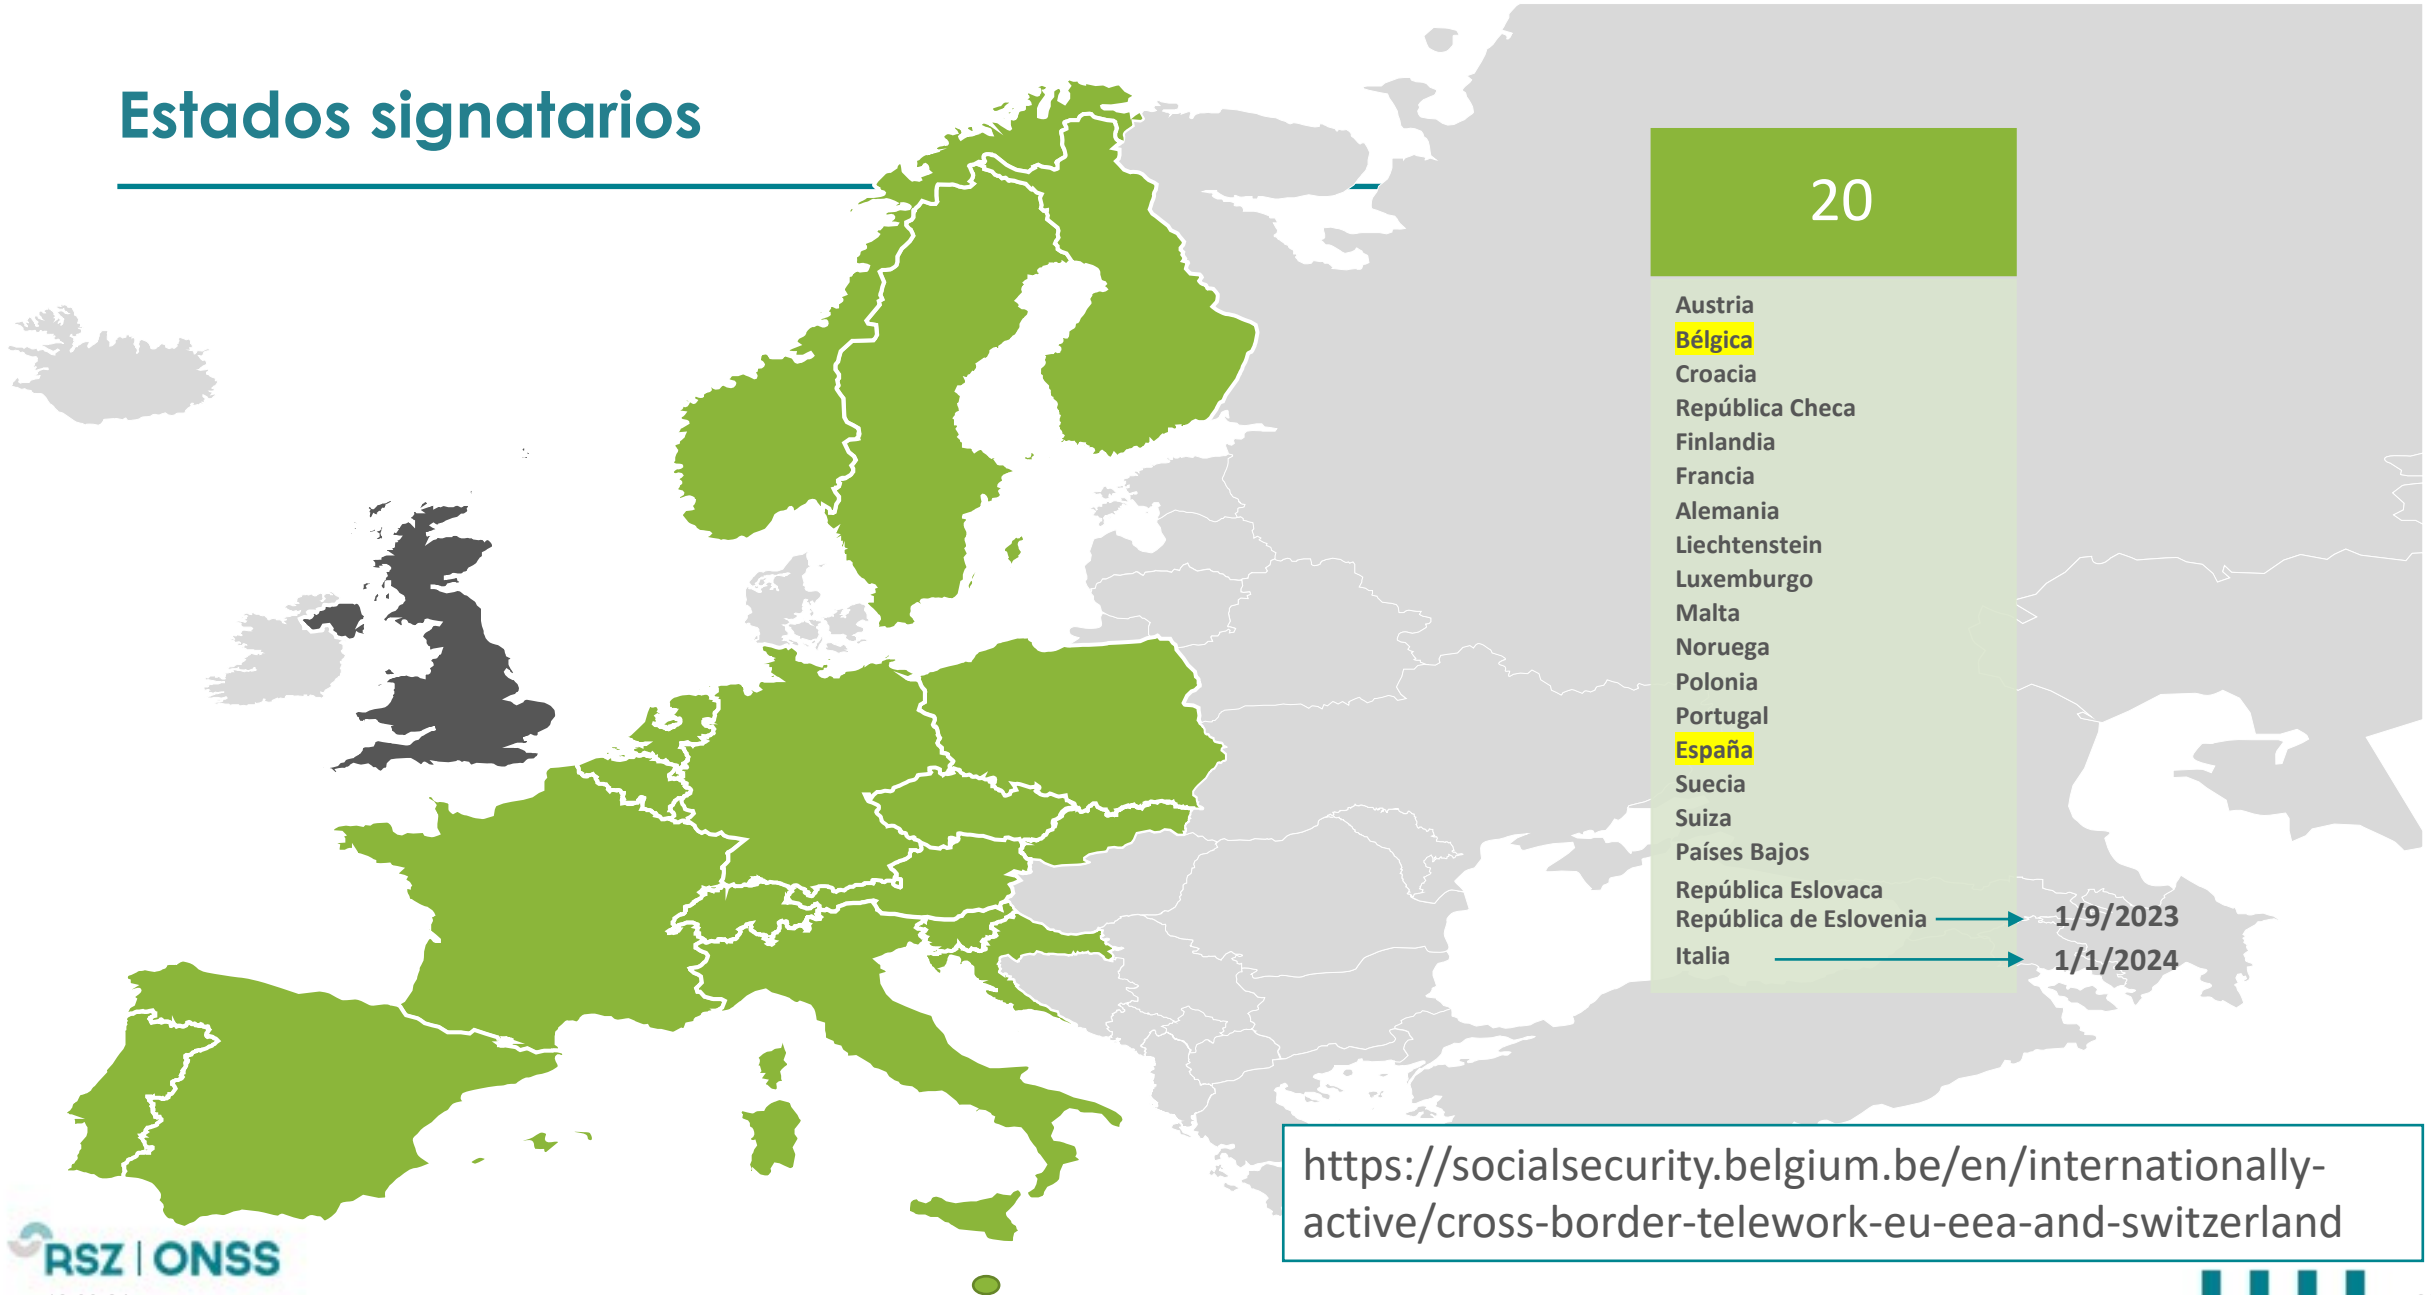 Estados signatarios
20
Austria
Bélgica
Croacia
República Checa
Finlandia
Francia
Alemania
Liechtenstein
Luxemburgo
Malta
Noruega
Polonia
Portugal
España
Suecia
Suiza
Países Bajos
República Eslovaca
República de Eslovenia 1/9/2023
Italia 1/1/2024
https://socialsecurity.belgium.be/en/internationally-
active/cross-border-telework-eu-eea-and-switzerland
RSZ | ONSS